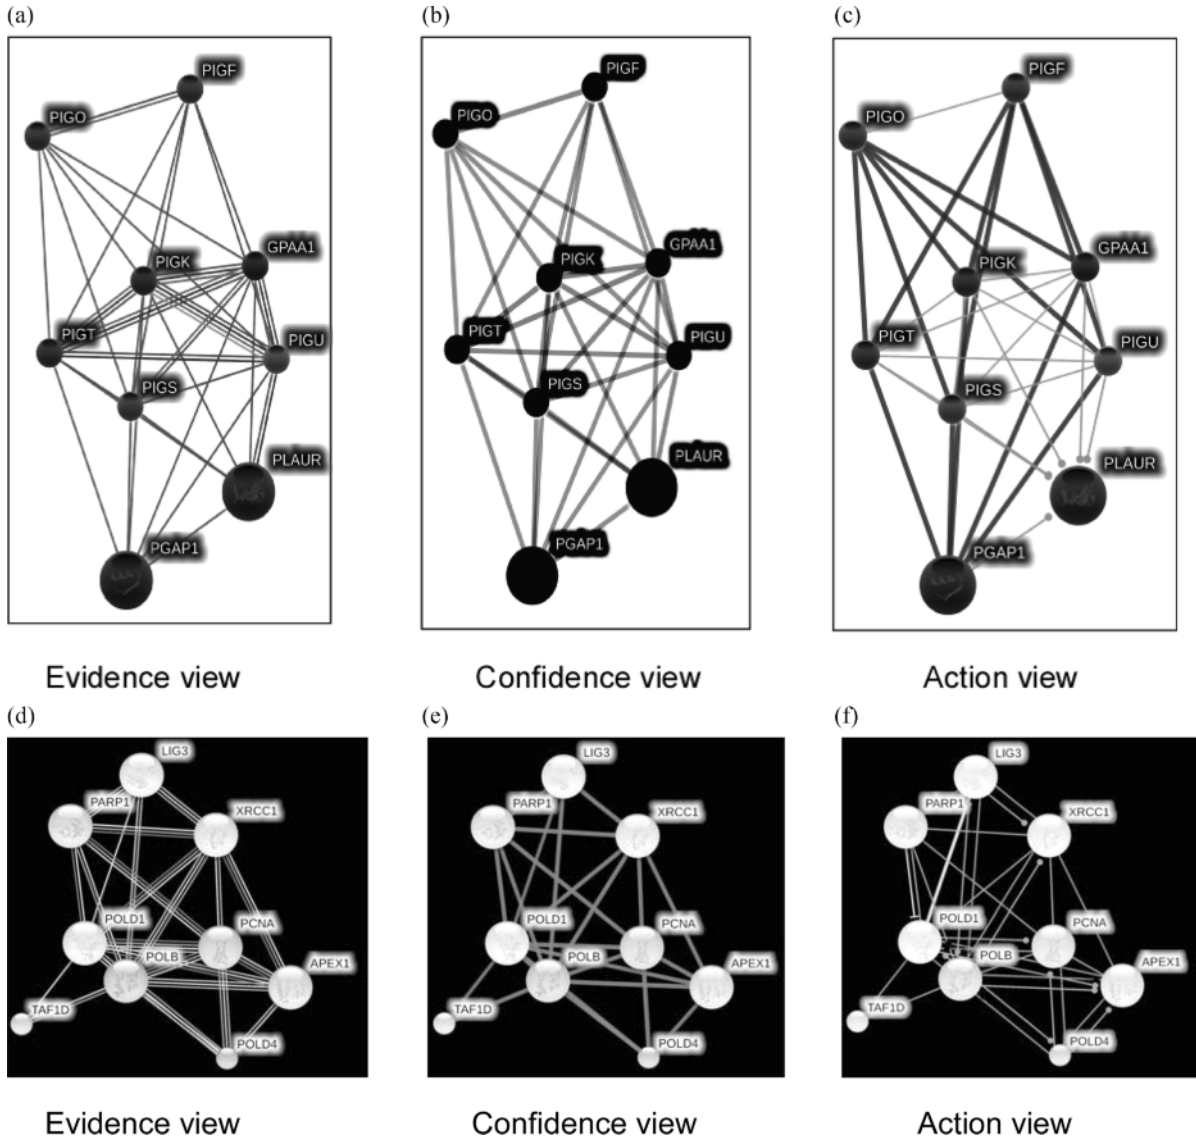 (a)
(b)
(c)
PIGF
PIGO
GPAA1
PIGK
PIGT
PIGU
PIGS
PLAUR
PGAP1
PIGF
PIGO
GPAA1
PIGK
PIGT
PIGU
PIGS
PLAUR
PGAP1
PIGF
PIGO
GPAA1
PIGK
PIGT
PIGU
PIGS
PLAUR
PGAP1
Evidence view
Confidence view
Action view
(d)
(e)
(f)
LIG3
PARP1
XRCC1
POLD1
PCNA
POLB
APEX1
TAF1D
POLD4
LIG3
PARP1
XRCC1
POLD1
PCNA
POLB
APEX1
TAF1D
POLD4
LIG3
PARP1
XRCC1
POLD1
PCNA
POLB
APEX1
TAF1D
POLD4
Evidence view
Confidence view
Action view